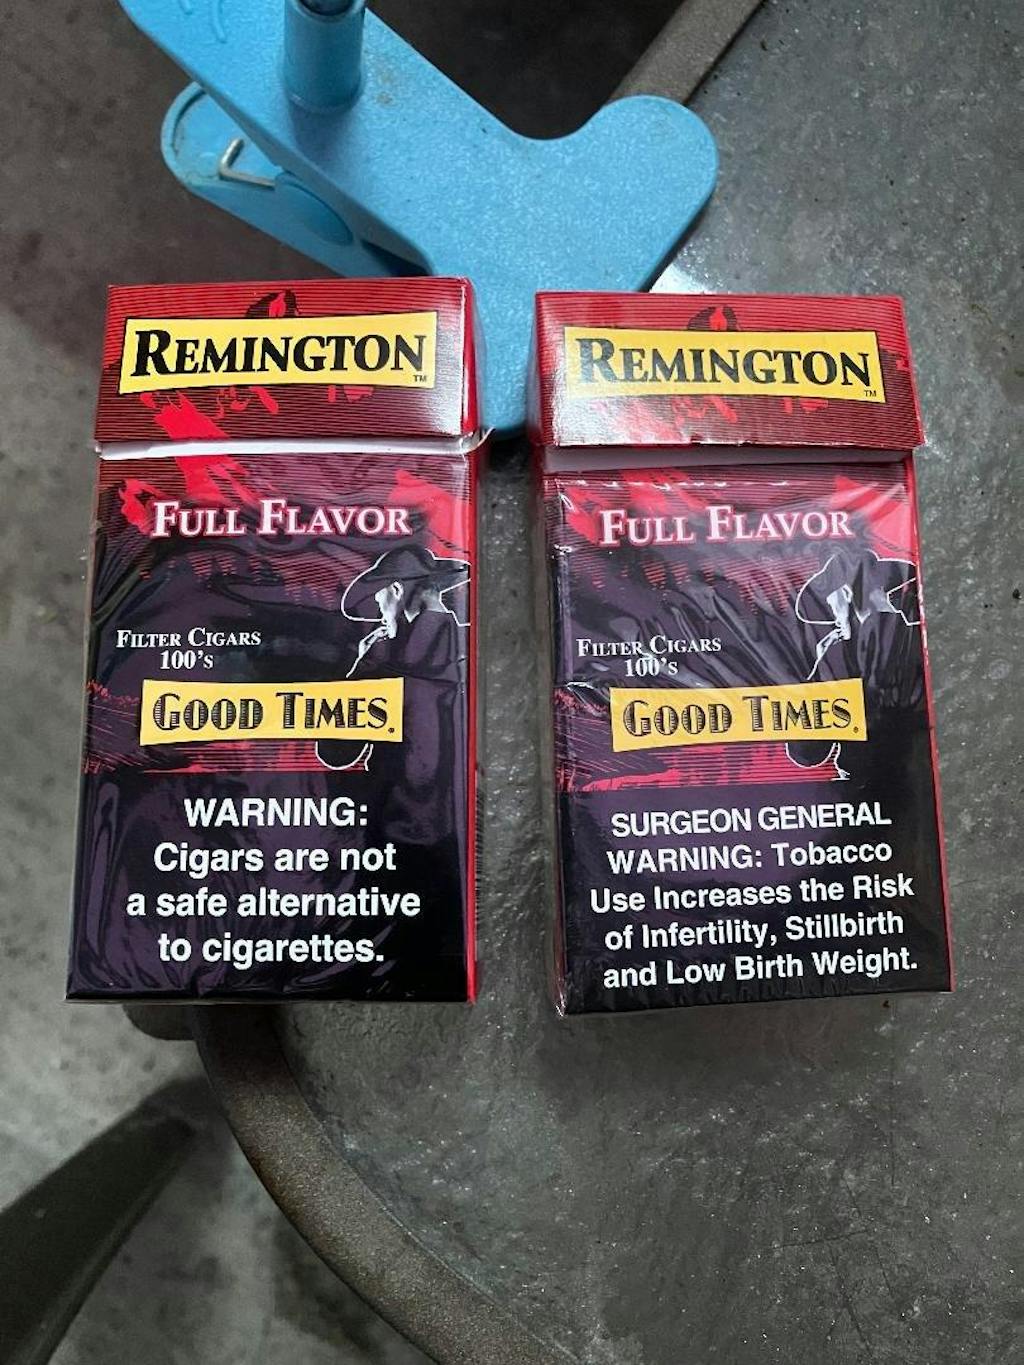 REMINGTON
TM
FULL FLAVOR
FILTER CIGARS
100's
GOOD TIMES®
WARNING:
Cigars are not
a safe alternative
to cigarettes.
REMINGTON
TM
FULL FLAVOR
FILTER CIGARS
100's
GOOD TIMES®
SURGEON GENERAL
WARNING: Tobacco
Use Increases the Risk
of Infertility, Stillbirth
and Low Birth Weight.